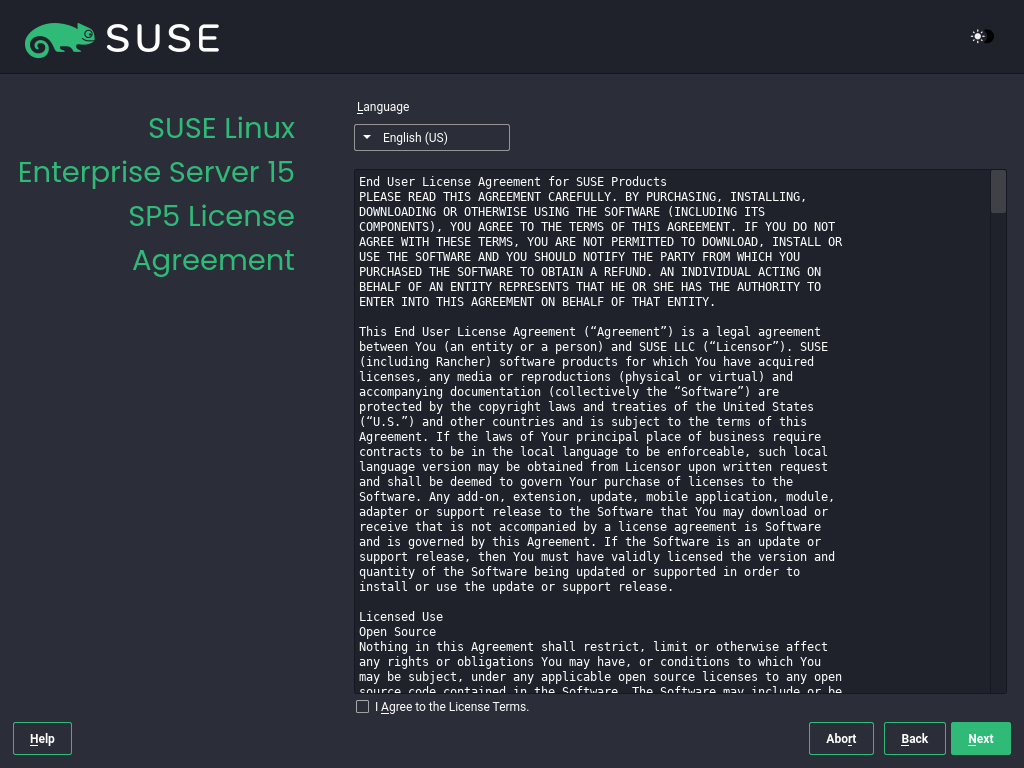 SUSE
SUSE Linux
Enterprise Server 15
SP5 License
Agreement
Language
English (US)
End User License Agreement for SUSE Products
PLEASE READ THIS AGREEMENT CAREFULLY. BY PURCHASING, INSTALLING,
DOWNLOADING OR OTHERWISE USING THE SOFTWARE (INCLUDING ITS
COMPONENTS), YOU AGREE TO THE TERMS OF THIS AGREEMENT. IF YOU DO NOT
AGREE WITH THESE TERMS, YOU ARE NOT PERMITTED TO DOWNLOAD, INSTALL OR
USE THE SOFTWARE AND YOU SHOULD NOTIFY THE PARTY FROM WHICH YOU
PURCHASED THE SOFTWARE TO OBTAIN A REFUND. AN INDIVIDUAL ACTING ON
BEHALF OF AN ENTITY REPRESENTS THAT HE OR SHE HAS THE AUTHORITY TO
ENTER INTO THIS AGREEMENT ON BEHALF OF THAT ENTITY.
This End User License Agreement (“Agreement”) is a legal agreement
between You (an entity or a person) and SUSE LLC (“Licensor”). SUSE
(including Rancher) software products for which You have acquired
licenses, any media or reproductions (physical or virtual) and
accompanying documentation (collectively the “Software”) are
protected by the copyright laws and treaties of the United States
(“U.S.”) and other countries and is subject to the terms of this
Agreement. If the laws of Your principal place of business require
contracts to be in the local language to be enforceable, such local
language version may be obtained from Licensor upon written request
and shall be deemed to govern Your purchase of licenses to the
Software. Any add-on, extension, update, mobile application, module,
adapter or support release to the Software that You may download or
receive that is not accompanied by a license agreement is Software
and is governed by this Agreement. If the Software is an update or
support release, then You must have validly licensed the version and
quantity of the Software being updated or supported in order to
install or use the update or support release.
Licensed Use
Open Source
Nothing in this Agreement shall restrict, limit or otherwise affect
any rights or obligations You may have, or conditions to which You
may be subject, under any applicable open source licenses to any open
source code contained in the Software. The Software may include or be
I Agree to the License Terms.
Help
Abort
Back
Next